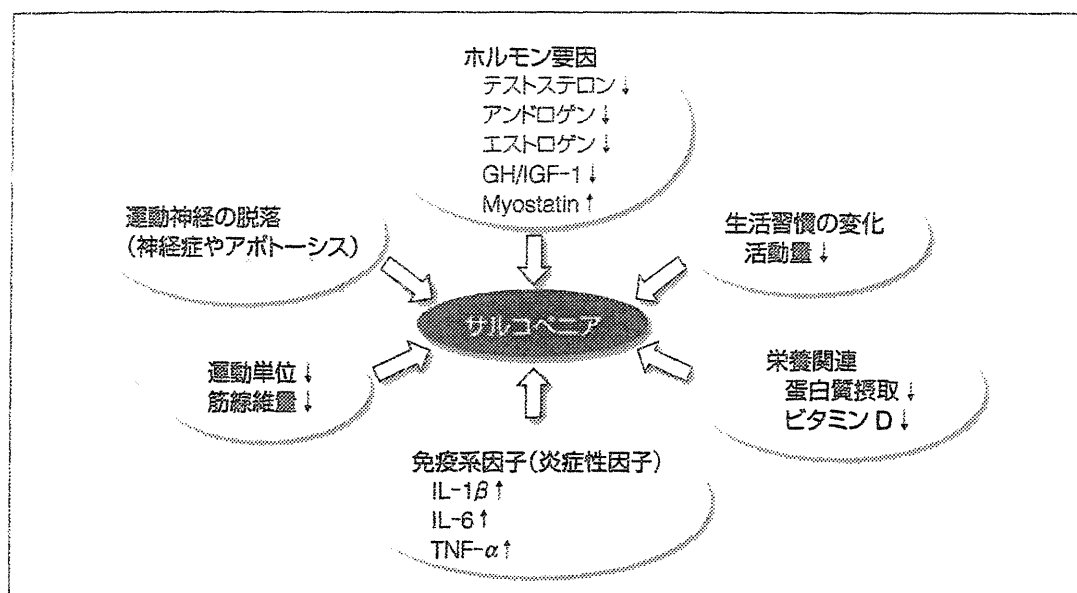 ホルモン要因
テストステロン↓
アンドロゲン↓
エストロゲン↓
GH/IGF-1↓
Myostatin↑
運動神経の脱落
(神経症やアポトーシス)
生活習慣の変化
活動量↓
サルコペニア
運動単位↓
筋線維量↓
栄養関連
蛋白質摂取↓
ビタミン D↓
免疫系因子(炎症性因子)
IL-1β↑
IL-6↑
TNF-α↑